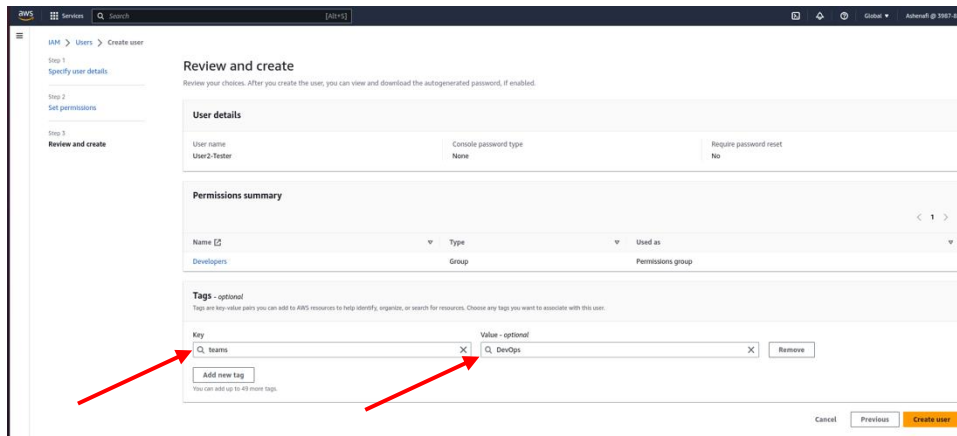 aws Services Search [Alt+S] Global Ashenafi @ 3987-8
IAM > Users > Create user
Step 1
Specify user details
Step 2
Set permissions
Step 3
Review and create
Review and create
Review your choices. After you create the user, you can view and download the autogenerated password, if enabled.
User details
User name Console password type Require password reset
User2-Tester None No
Permissions summary
< 1 >
Name Type Used as
Developers Group Permissions group
Tags - optional
Tags are key-value pairs you can add to AWS resources to help identify, organize, or search for resources. Choose any tags you want to associate with this user.
Key Value - optional
teams DevOps Remove
Add new tag
You can add up to 49 more tags.
Cancel Previous Create user